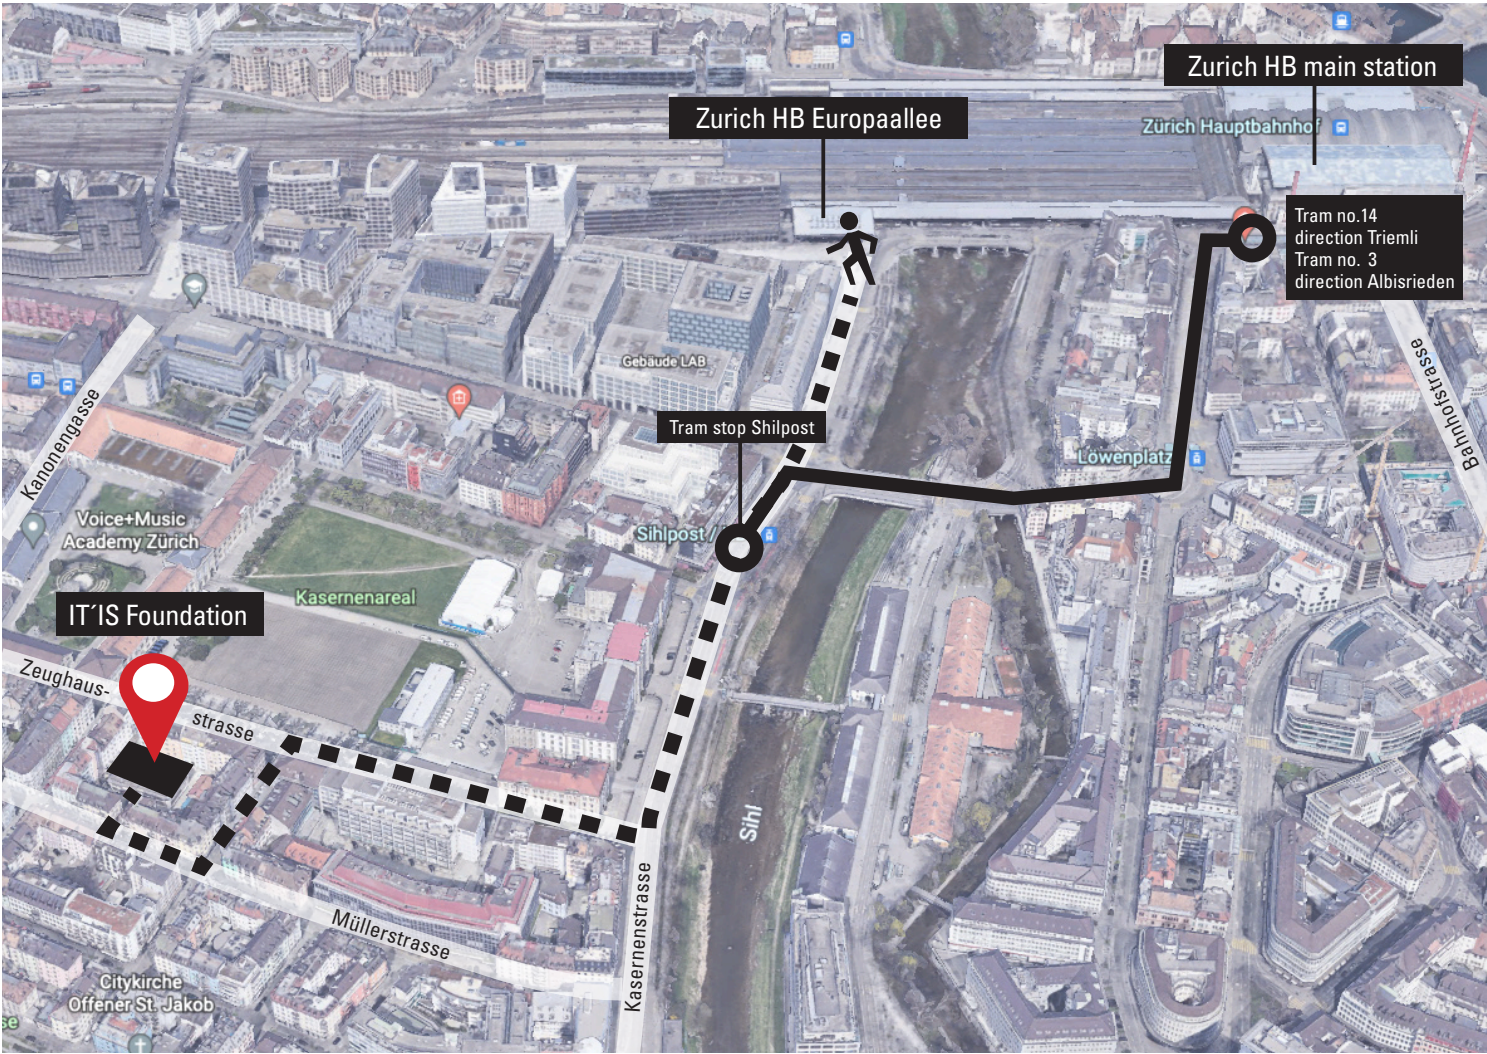 Zurich HB main station
Zurich HB Europaallee
Zürich Hauptbahnhof
Tram no.14
direction Triemli
Tram no. 3
direction Albisrieden
Bahnhofstrasse
Gebäude LAB
Kanonengasse
Tram stop Shilpost
Löwenplatz
Voice+Music
Academy Zürich
Sihlpost /
Kasernenareal
IT´IS Foundation
Zeughaus-
strasse
Sihl
Müllerstrasse
Kasernenstrasse
Citykirche
Offener St. Jakob
se